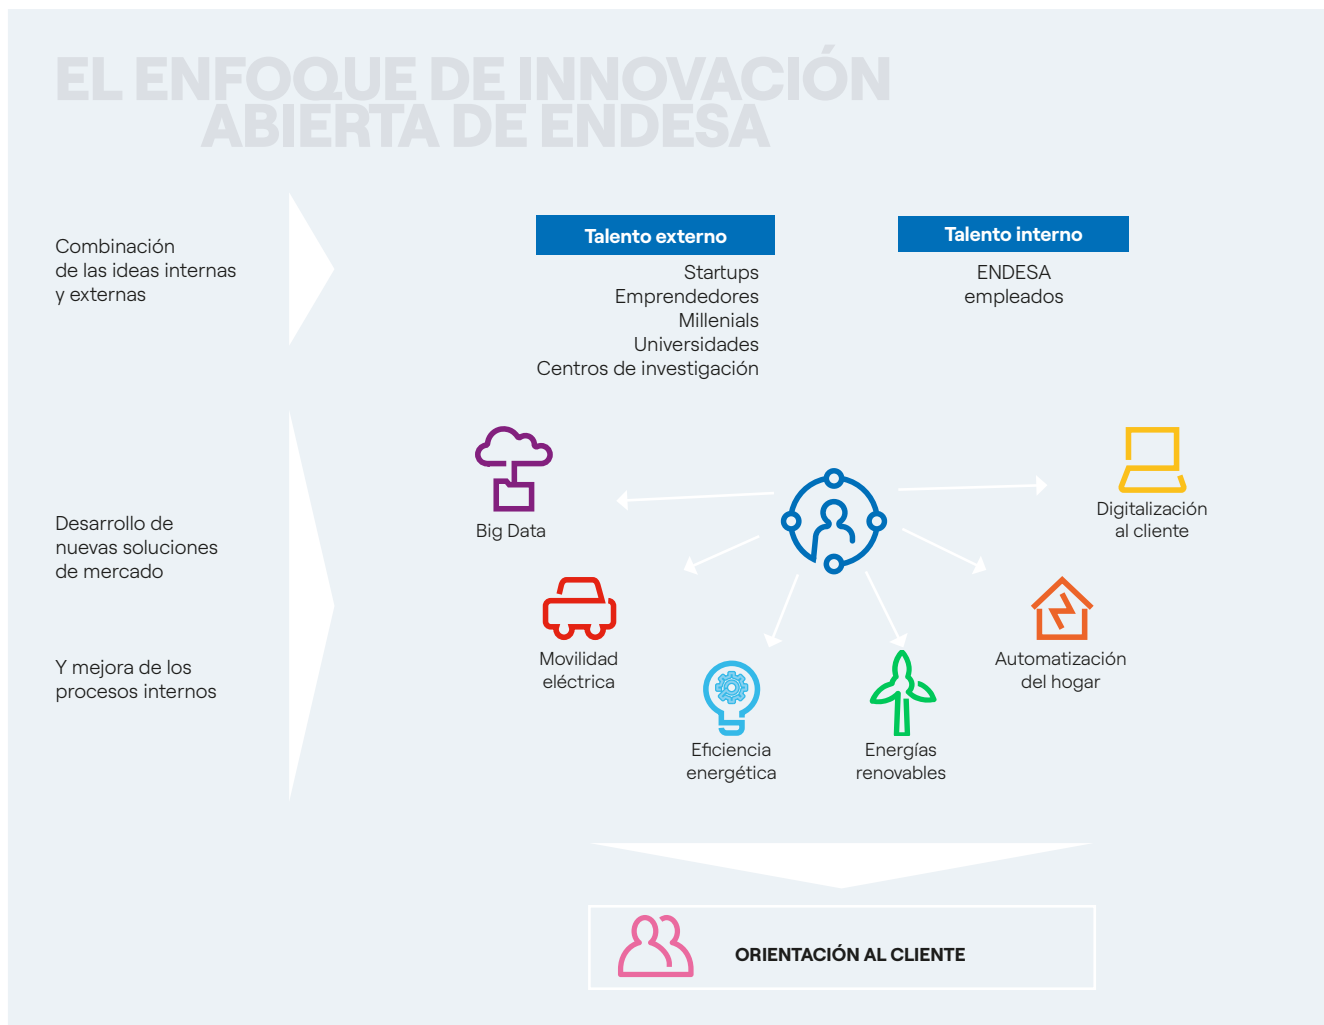 EL ENFOQUE DE INNOVACIÓN
ABIERTA DE ENDESA
Combinación
de las ideas internas
y externas
Talento externo
Startups
Emprendedores
Millenials
Universidades
Centros de investigación
Talento interno
ENDESA
empleados
Desarrollo de
nuevas soluciones
de mercado
Y mejora de los
procesos internos
Big Data
Movilidad
eléctrica
Eficiencia
energética
Energías
renovables
Automatización
del hogar
Digitalización
al cliente
ORIENTACIÓN AL CLIENTE